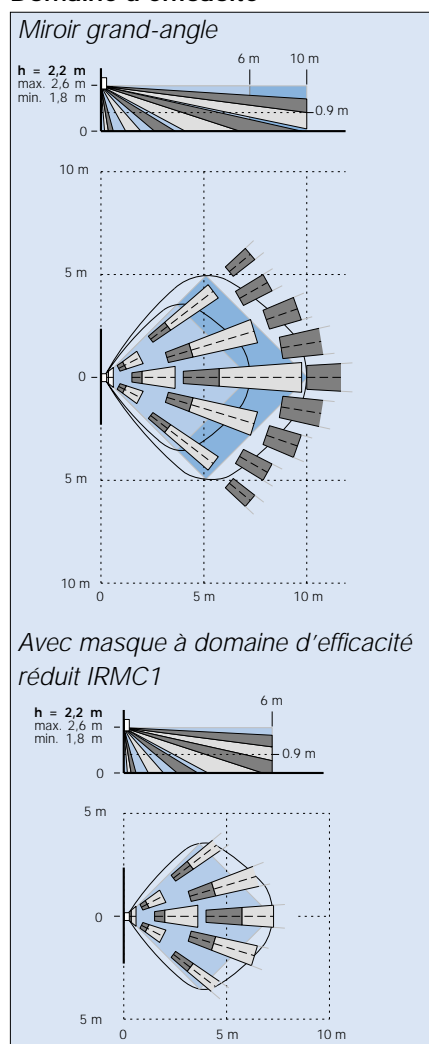 Miroir grand-angle
6 m 10 m
h = 2,2 m
max. 2,6 m
min. 1,8 m
0.9 m
0
10 m
5 m
0
5 m
10 m
0 5 m 10 m
Avec masque à domaine d’efficacité
réduit IRMC1
6 m
h = 2,2 m
max. 2,6 m
min. 1,8 m
0.9 m
0
5 m
0
5 m
0 5 m 10 m